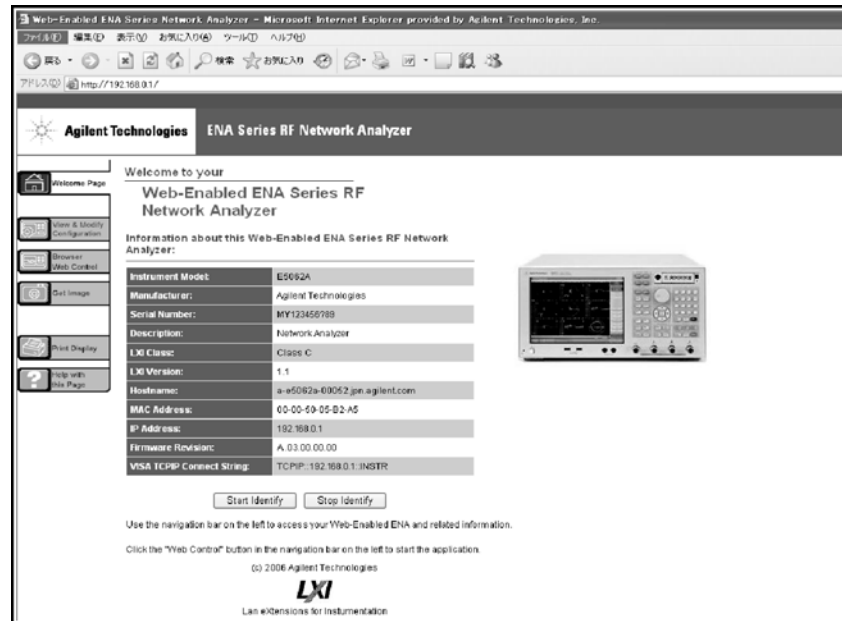 Web-Enabled ENA Series Network Analyzer - Microsoft Internet Explorer provided by Agilent Technologies, Inc.
ファイル(F) 編集(E) 表示(V) お気に入り(A) ツール(T) ヘルプ(H)
戻る 検索 お気に入り
アドレス(D) http://192.168.0.1/
Agilent Technologies ENA Series RF Network Analyzer
Welcome Page
View & Modify Configuration
Browser Web Control
Get Image
Print Display
Help with this Page
Welcome to your
Web-Enabled ENA Series RF
Network Analyzer
Information about this Web-Enabled ENA Series RF Network
Analyzer:
Instrument Model: E5062A
Manufacturer: Agilent Technologies
Serial Number: MY123456789
Description: Network Analyzer
LXI Class: Class C
LXI Version: 1.1
Hostname: a-e5062a-00052.jpn.agilent.com
MAC Address: 00-00-50-05-B2-A5
IP Address: 192.168.0.1
Firmware Revision: A.03.00.00.00
VISA TCPIP Connect String: TCPIP::192.168.0.1::INSTR
Start Identify Stop Identify
Use the navigation bar on the left to access your Web-Enabled ENA and related information.
Click the "Web Control" button in the navigation bar on the left to start the application.
(c) 2006 Agilent Technologies
LXI
Lan eXtensions for Instumentation